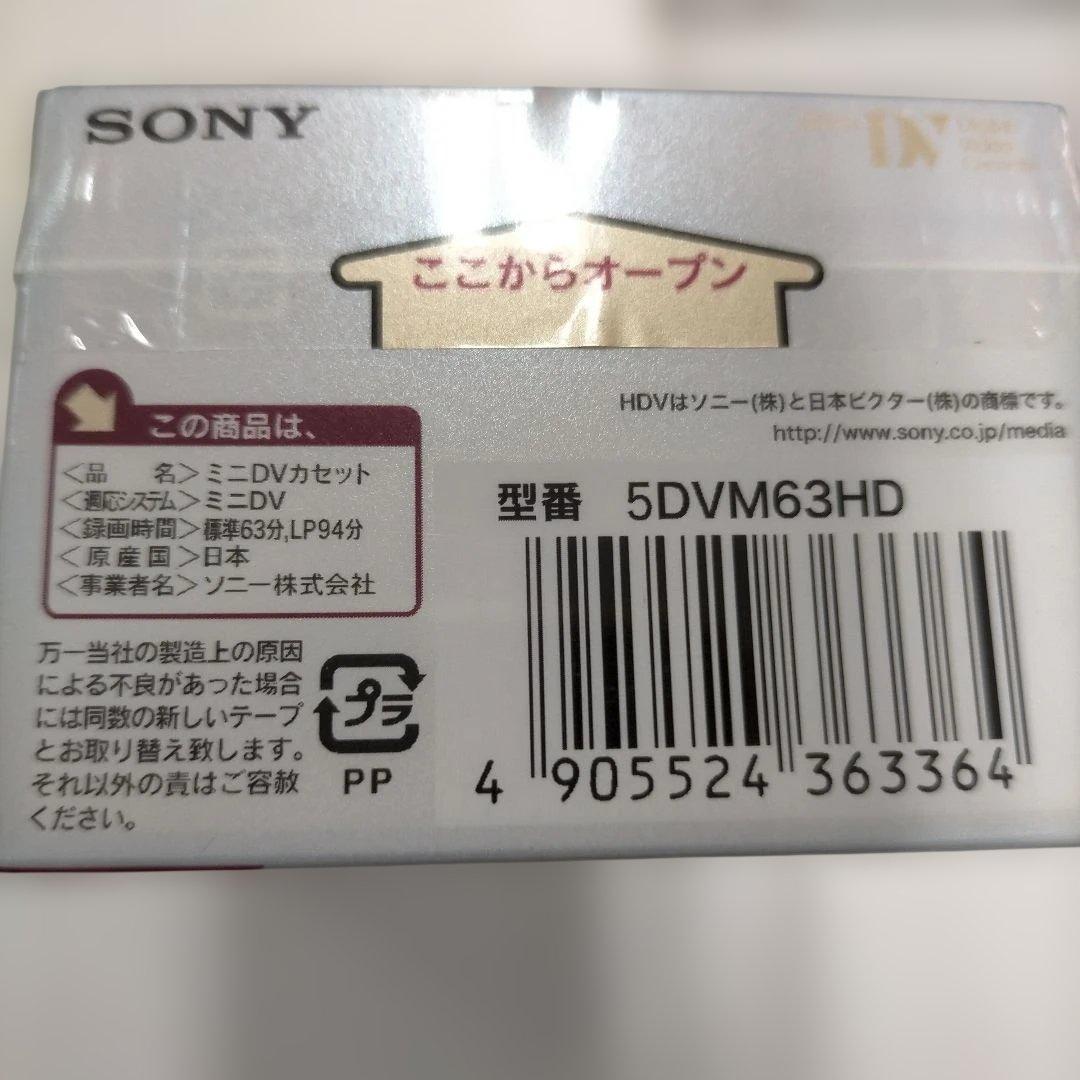 SONY
DV
Digital
Video
Cassette
ここからオープン
HDVはソニー(株)と日本ビクター(株)の商標です。
http://www.sony.co.jp/media
この商品は、
<品　名>ミニDVカセット
<適応システム>ミニDV
<録画時間>標準63分,LP94分
<原産国>日本
<事業者名>ソニー株式会社
型番 5DVM63HD
万一当社の製造上の原因
による不良があった場合
には同数の新しいテープ
とお取り替え致します。
それ以外の責はご容赦
ください。
プラ
PP
4 905524 363364